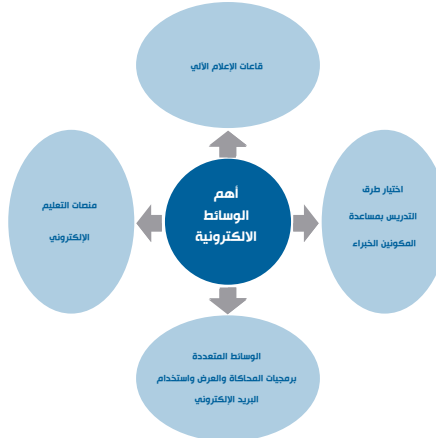 قاعات الإعلام الآلي
أهم
الوسائط
الالكترونية
اختيار طرق
التدريس بمساعدة
المكونين الخبراء
منصات التعليم
الإلكتروني
الوسائط المتعددة
برمجيات المحاكاة والعرض واستخدام
البريد الإلكتروني